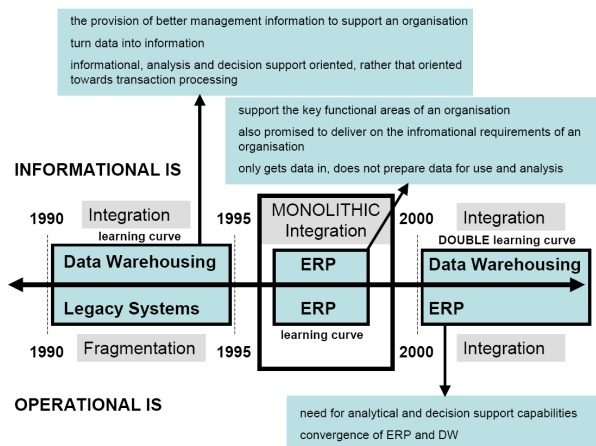 the provision of better management information to support an organisation
turn data into information
informational, analysis and decision support oriented, rather that oriented
towards transaction processing
support the key functional areas of an organisation
also promised to deliver on the infromational requirements of an
organisation
only gets data in, does not prepare data for use and analysis
INFORMATIONAL IS
1990
Integration
learning curve
1995
MONOLITHIC
Integration
2000
Integration
DOUBLE learning curve
Data Warehousing
ERP
Data Warehousing
Legacy Systems
ERP
ERP
1990
Fragmentation
1995
learning curve
2000
Integration
OPERATIONAL IS
need for analytical and decision support capabilities
convergence of ERP and DW